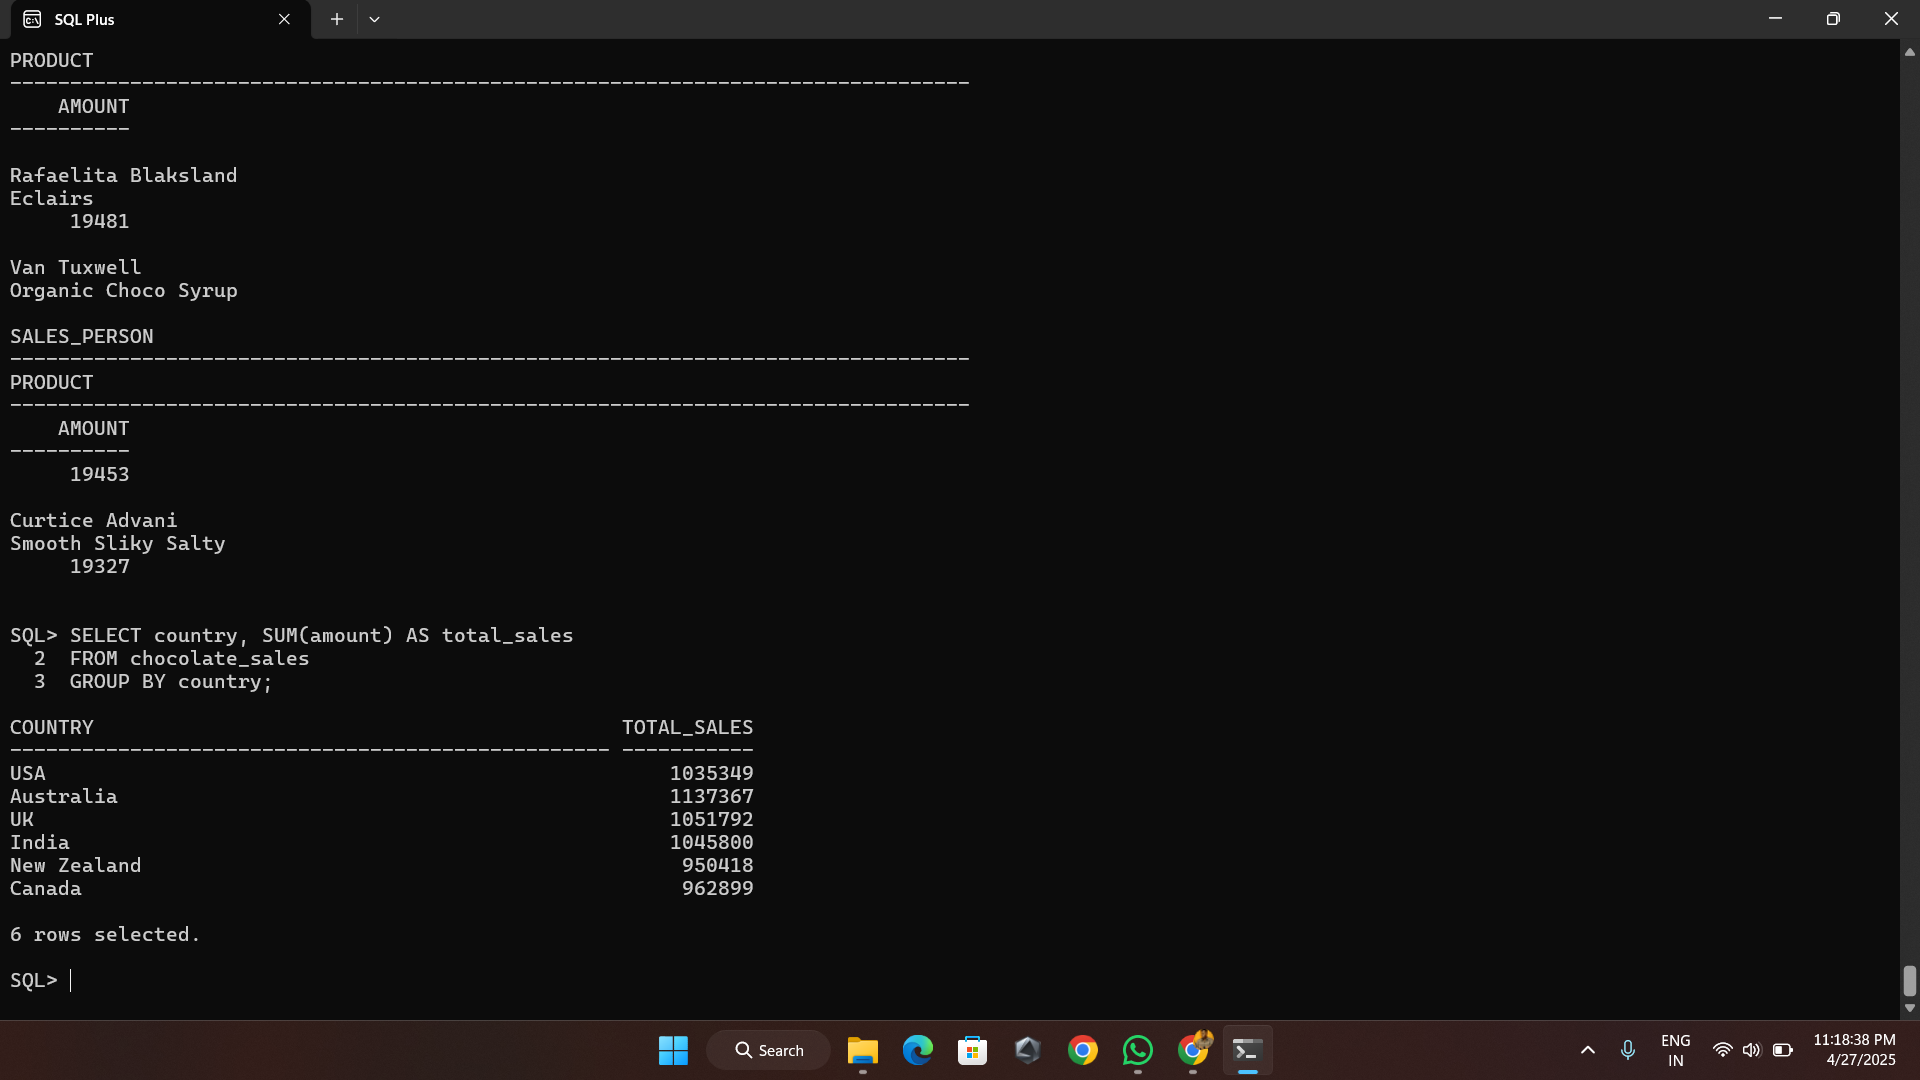 SQL Plus
PRODUCT
--------------------------------------------------------------------------------
    AMOUNT
----------
Rafaelita Blaksland
Eclairs
     19481
Van Tuxwell
Organic Choco Syrup
SALES_PERSON
--------------------------------------------------------------------------------
PRODUCT
--------------------------------------------------------------------------------
    AMOUNT
----------
     19453
Curtice Advani
Smooth Sliky Salty
     19327
SQL> SELECT country, SUM(amount) AS total_sales
  2  FROM chocolate_sales
  3  GROUP BY country;
COUNTRY                                            TOTAL_SALES
-------------------------------------------------- -----------
USA                                                    1035349
Australia                                              1137367
UK                                                     1051792
India                                                  1045800
New Zealand                                             950418
Canada                                                  962899
6 rows selected.
SQL>
Search
ENG
IN
11:18:38 PM
4/27/2025